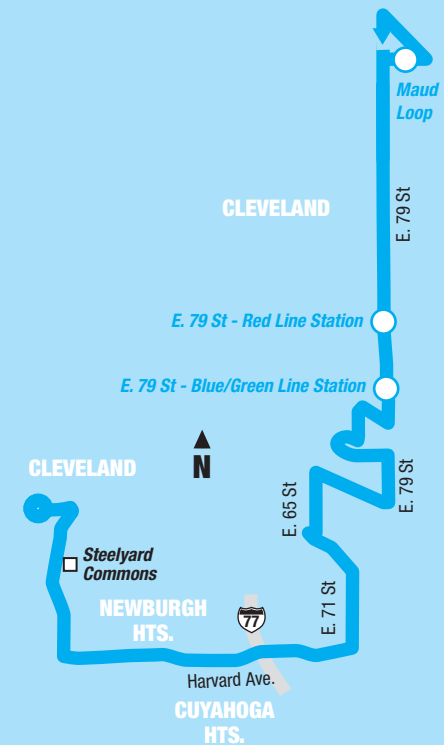 Maud
Loop
CLEVELAND
E. 79 St
E. 79 St - Red Line Station
E. 79 St - Blue/Green Line Station
N
CLEVELAND
E. 79 St
E. 65 St
Steelyard
Commons
E. 71 St
NEWBURGH
HTS.
77
Harvard Ave.
CUYAHOGA
HTS.